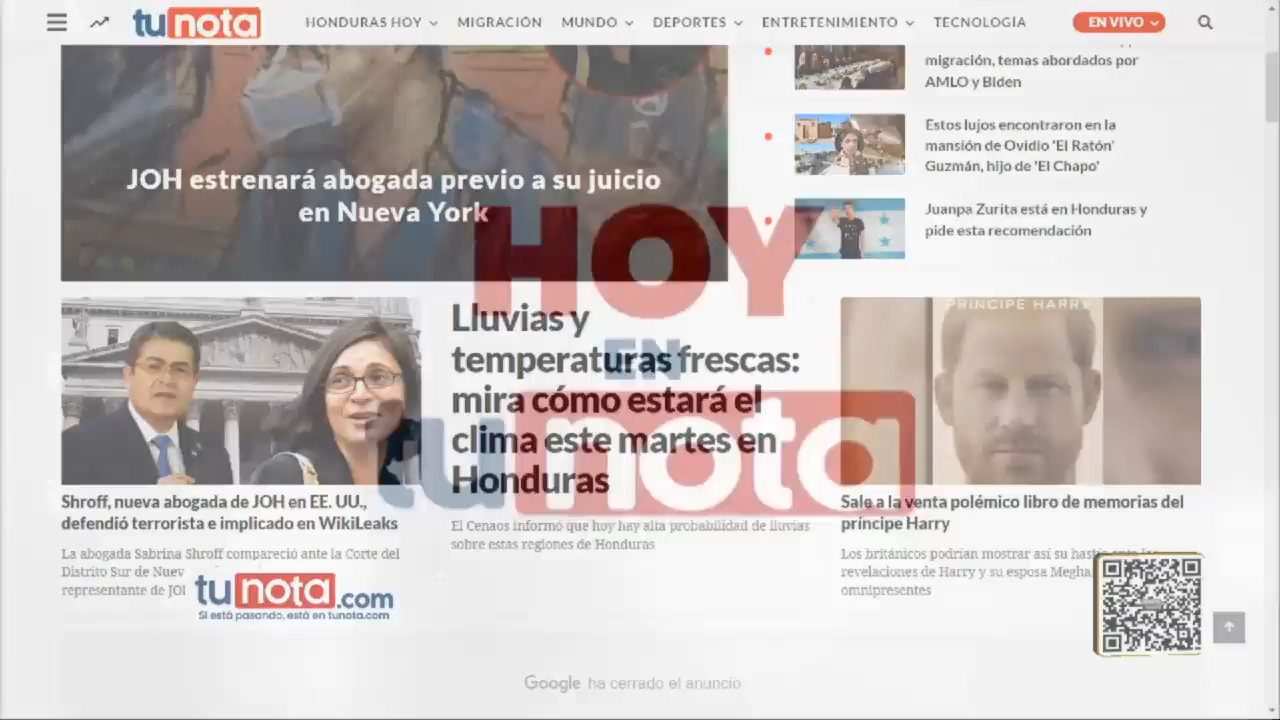 tunota
HONDURAS HOY
MIGRACIÓN
MUNDO
DEPORTES
ENTRETENIMIENTO
TECNOLOGÍA
EN VIVO
JOH estrenará abogada previo a su juicio
en Nueva York
migración, temas abordados por
AMLO y Biden
Estos lujos encontraron en la
mansión de Ovidio 'El Ratón'
Guzmán, hijo de 'El Chapo'
Juanpa Zurita está en Honduras y
pide esta recomendación
HOY
EN
tunota
Shroff, nueva abogada de JOH en EE. UU.,
defendió terrorista e implicado en WikiLeaks
La abogada Sabrina Shroff compareció ante la Corte del
Distrito Sur de
representante de
Lluvias y
temperaturas frescas:
mira cómo estará el
clima este martes en
Honduras
El Cenaos informó que hoy hay alta probabilidad de lluvias
sobre estas regiones de Honduras
PRÍNCIPE HARRY
Sale a la venta polémico libro de memorias del
príncipe Harry
Los británicos podrían mostrar así su hastío ante las
revelaciones de Harry y su esposa
omnipresentes
tunota.com
Si está pasando, está en tunota.com
Google ha cerrado el anuncio